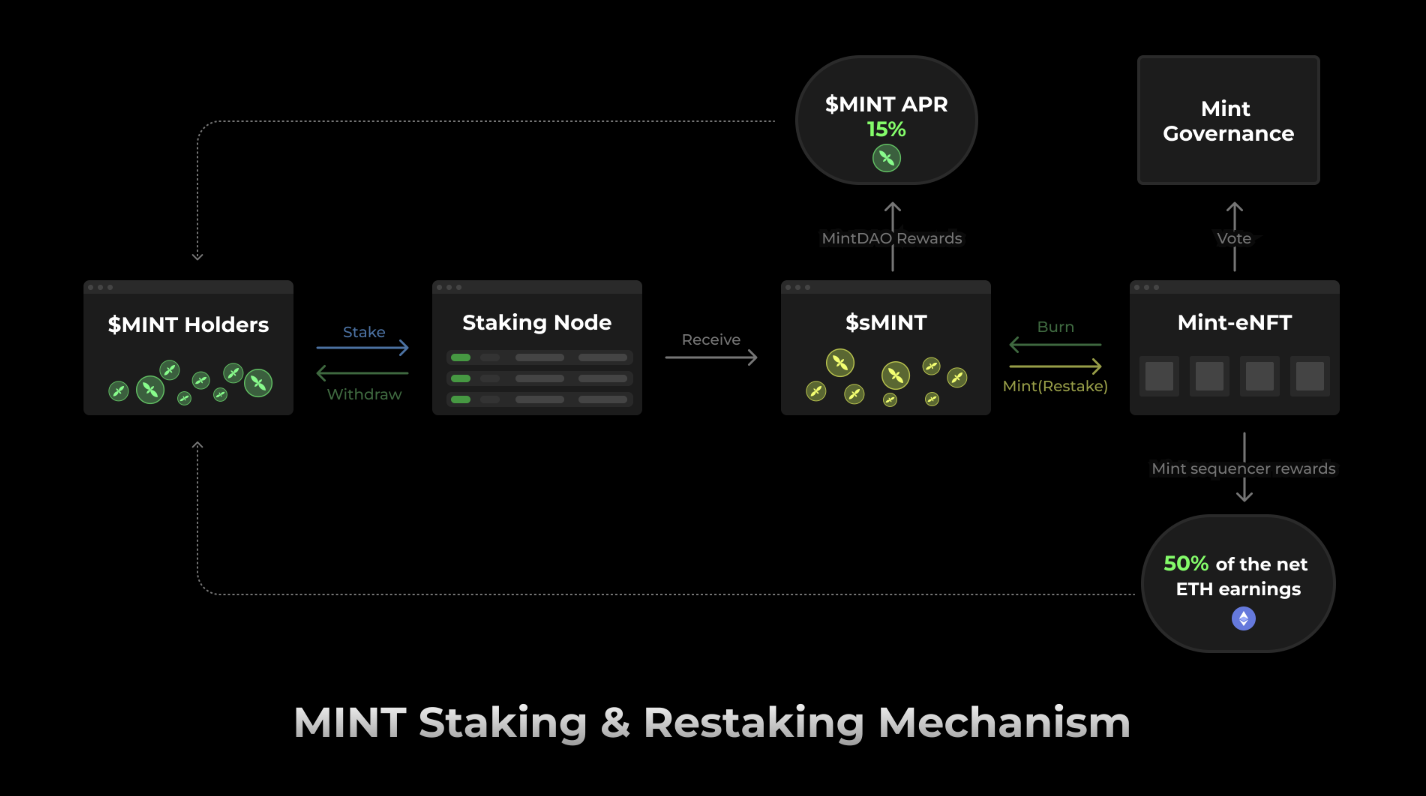 $MINT APR
15%
Mint
Governance
MintDAO Rewards
Vote
$MINT Holders
Stake
Withdraw
Staking Node
Receive
$sMINT
Burn
Mint(Restake)
Mint-eNFT
Mint sequencer rewards
50% of the net
ETH earnings
MINT Staking & Restaking Mechanism